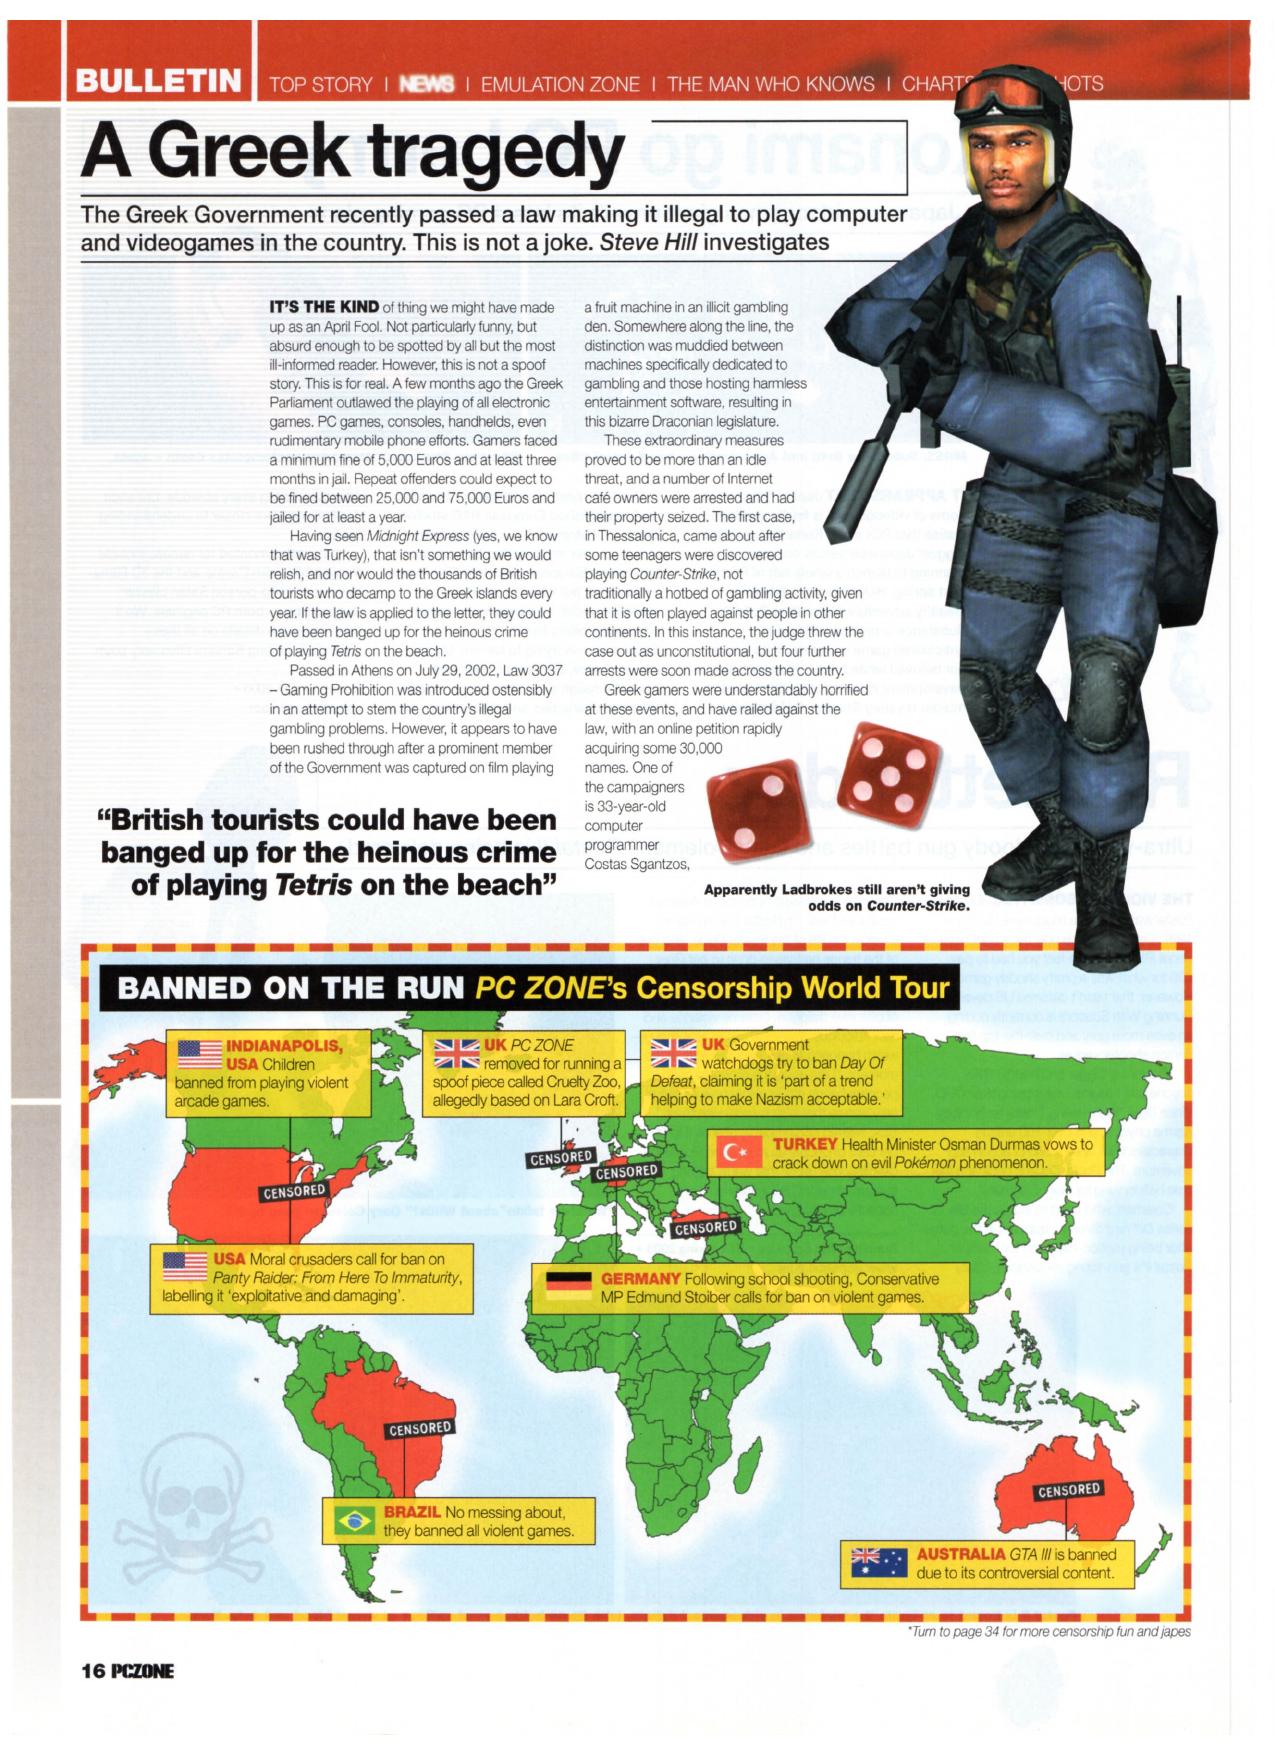 BULLETIN
TOP STORY I NEWS I EMULATION ZONE I THE MAN WHO KNOWS I CHART HOTS
A Greek tragedy
The Greek Government recently passed a law making it illegal to play computer
and videogames in the country. This is not a joke. Steve Hill investigates
IT'S THE KIND of thing we might have made
up as an April Fool. Not particularly funny, but
absurd enough to be spotted by all but the most
ill-informed reader. However, this is not a spoof
story. This is for real. A few months ago the Greek
Parliament outlawed the playing of all electronic
games. PC games, consoles, handhelds, even
rudimentary mobile phone efforts. Gamers faced
a minimum fine of 5,000 Euros and at least three
months in jail. Repeat offenders could expect to
be fined between 25,000 and 75,000 Euros and
jailed for at least a year.
Having seen Midnight Express (yes, we know
that was Turkey), that isn't something we would
relish, and nor would the thousands of British
tourists who decamp to the Greek islands every
year. If the law is applied to the letter, they could
have been banged up for the heinous crime
of playing Tetris on the beach.
Passed in Athens on July 29, 2002, Law 3037
– Gaming Prohibition was introduced ostensibly
in an attempt to stem the country's illegal
gambling problems. However, it appears to have
been rushed through after a prominent member
of the Government was captured on film playing
"British tourists could have been
banged up for the heinous crime
of playing Tetris on the beach"
a fruit machine in an illicit gambling
den. Somewhere along the line, the
distinction was muddied between
machines specifically dedicated to
gambling and those hosting harmless
entertainment software, resulting in
this bizarre Draconian legislature.
These extraordinary measures
proved to be more than an idle
threat, and a number of Internet
café owners were arrested and had
their property seized. The first case,
in Thessalonica, came about after
some teenagers were discovered
playing Counter-Strike, not
traditionally a hotbed of gambling activity, given
that it is often played against people in other
continents. In this instance, the judge threw the
case out as unconstitutional, but four further
arrests were soon made across the country.
Greek gamers were understandably horrified
at these events, and have railed against the
law, with an online petition rapidly
acquiring some 30,000
names. One of
the campaigners
is 33-year-old
computer
programmer
Costas Sgantzos,
Apparently Ladbrokes still aren't giving
odds on Counter-Strike.
BANNED ON THE RUN PC ZONE's Censorship World Tour
INDIANAPOLIS,
USA Children
banned from playing violent
arcade games.
UK PC ZONE
removed for running a
spoof piece called Cruelty Zoo,
allegedly based on Lara Croft.
UK Government
watchdogs try to ban Day Of
Defeat, claiming it is 'part of a trend
helping to make Nazism acceptable.'
TURKEY Health Minister Osman Durmas vows to
crack down on evil Pokémon phenomenon.
CENSORED
CENSORED
CENSORED
CENSORED
USA Moral crusaders call for ban on
Panty Raider: From Here To Immaturity,
labelling it 'exploitative and damaging'.
GERMANY Following school shooting, Conservative
MP Edmund Stoiber calls for ban on violent games.
CENSORED
CENSORED
BRAZIL No messing about,
they banned all violent games.
AUSTRALIA GTA III is banned
due to its controversial content.
*Turn to page 34 for more censorship fun and japes
16 PCZONE